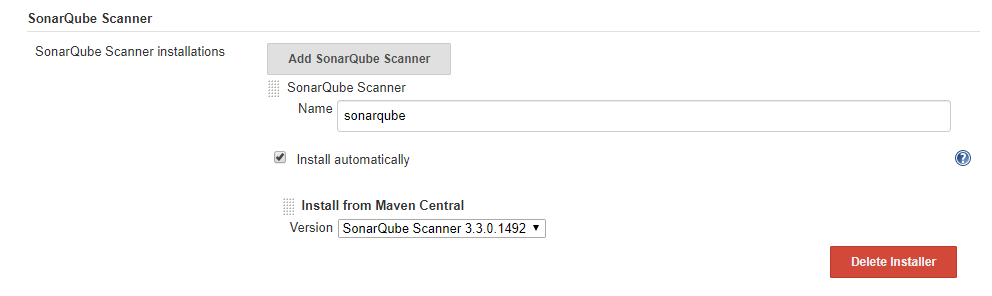 SonarQube Scanner
SonarQube Scanner installations
Add SonarQube Scanner
SonarQube Scanner
Name
sonarqube
Install automatically
?
Install from Maven Central
Version
SonarQube Scanner 3.3.0.1492
Delete Installer